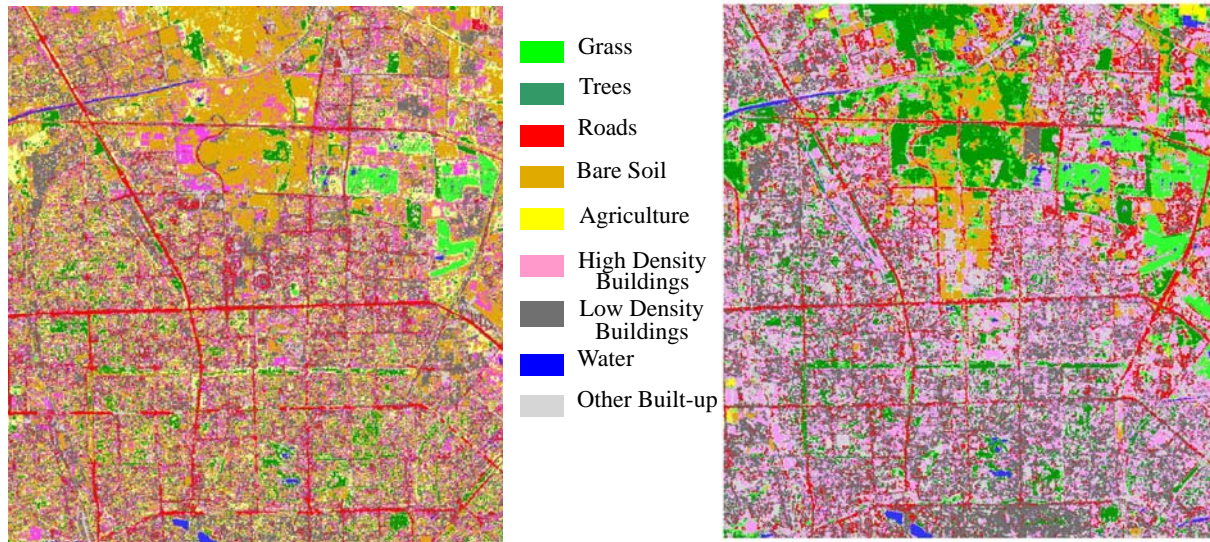 Grass
Trees
Roads
Bare Soil
Agriculture
High Density
Buildings
Low Density
Buildings
Water
Other Built-up